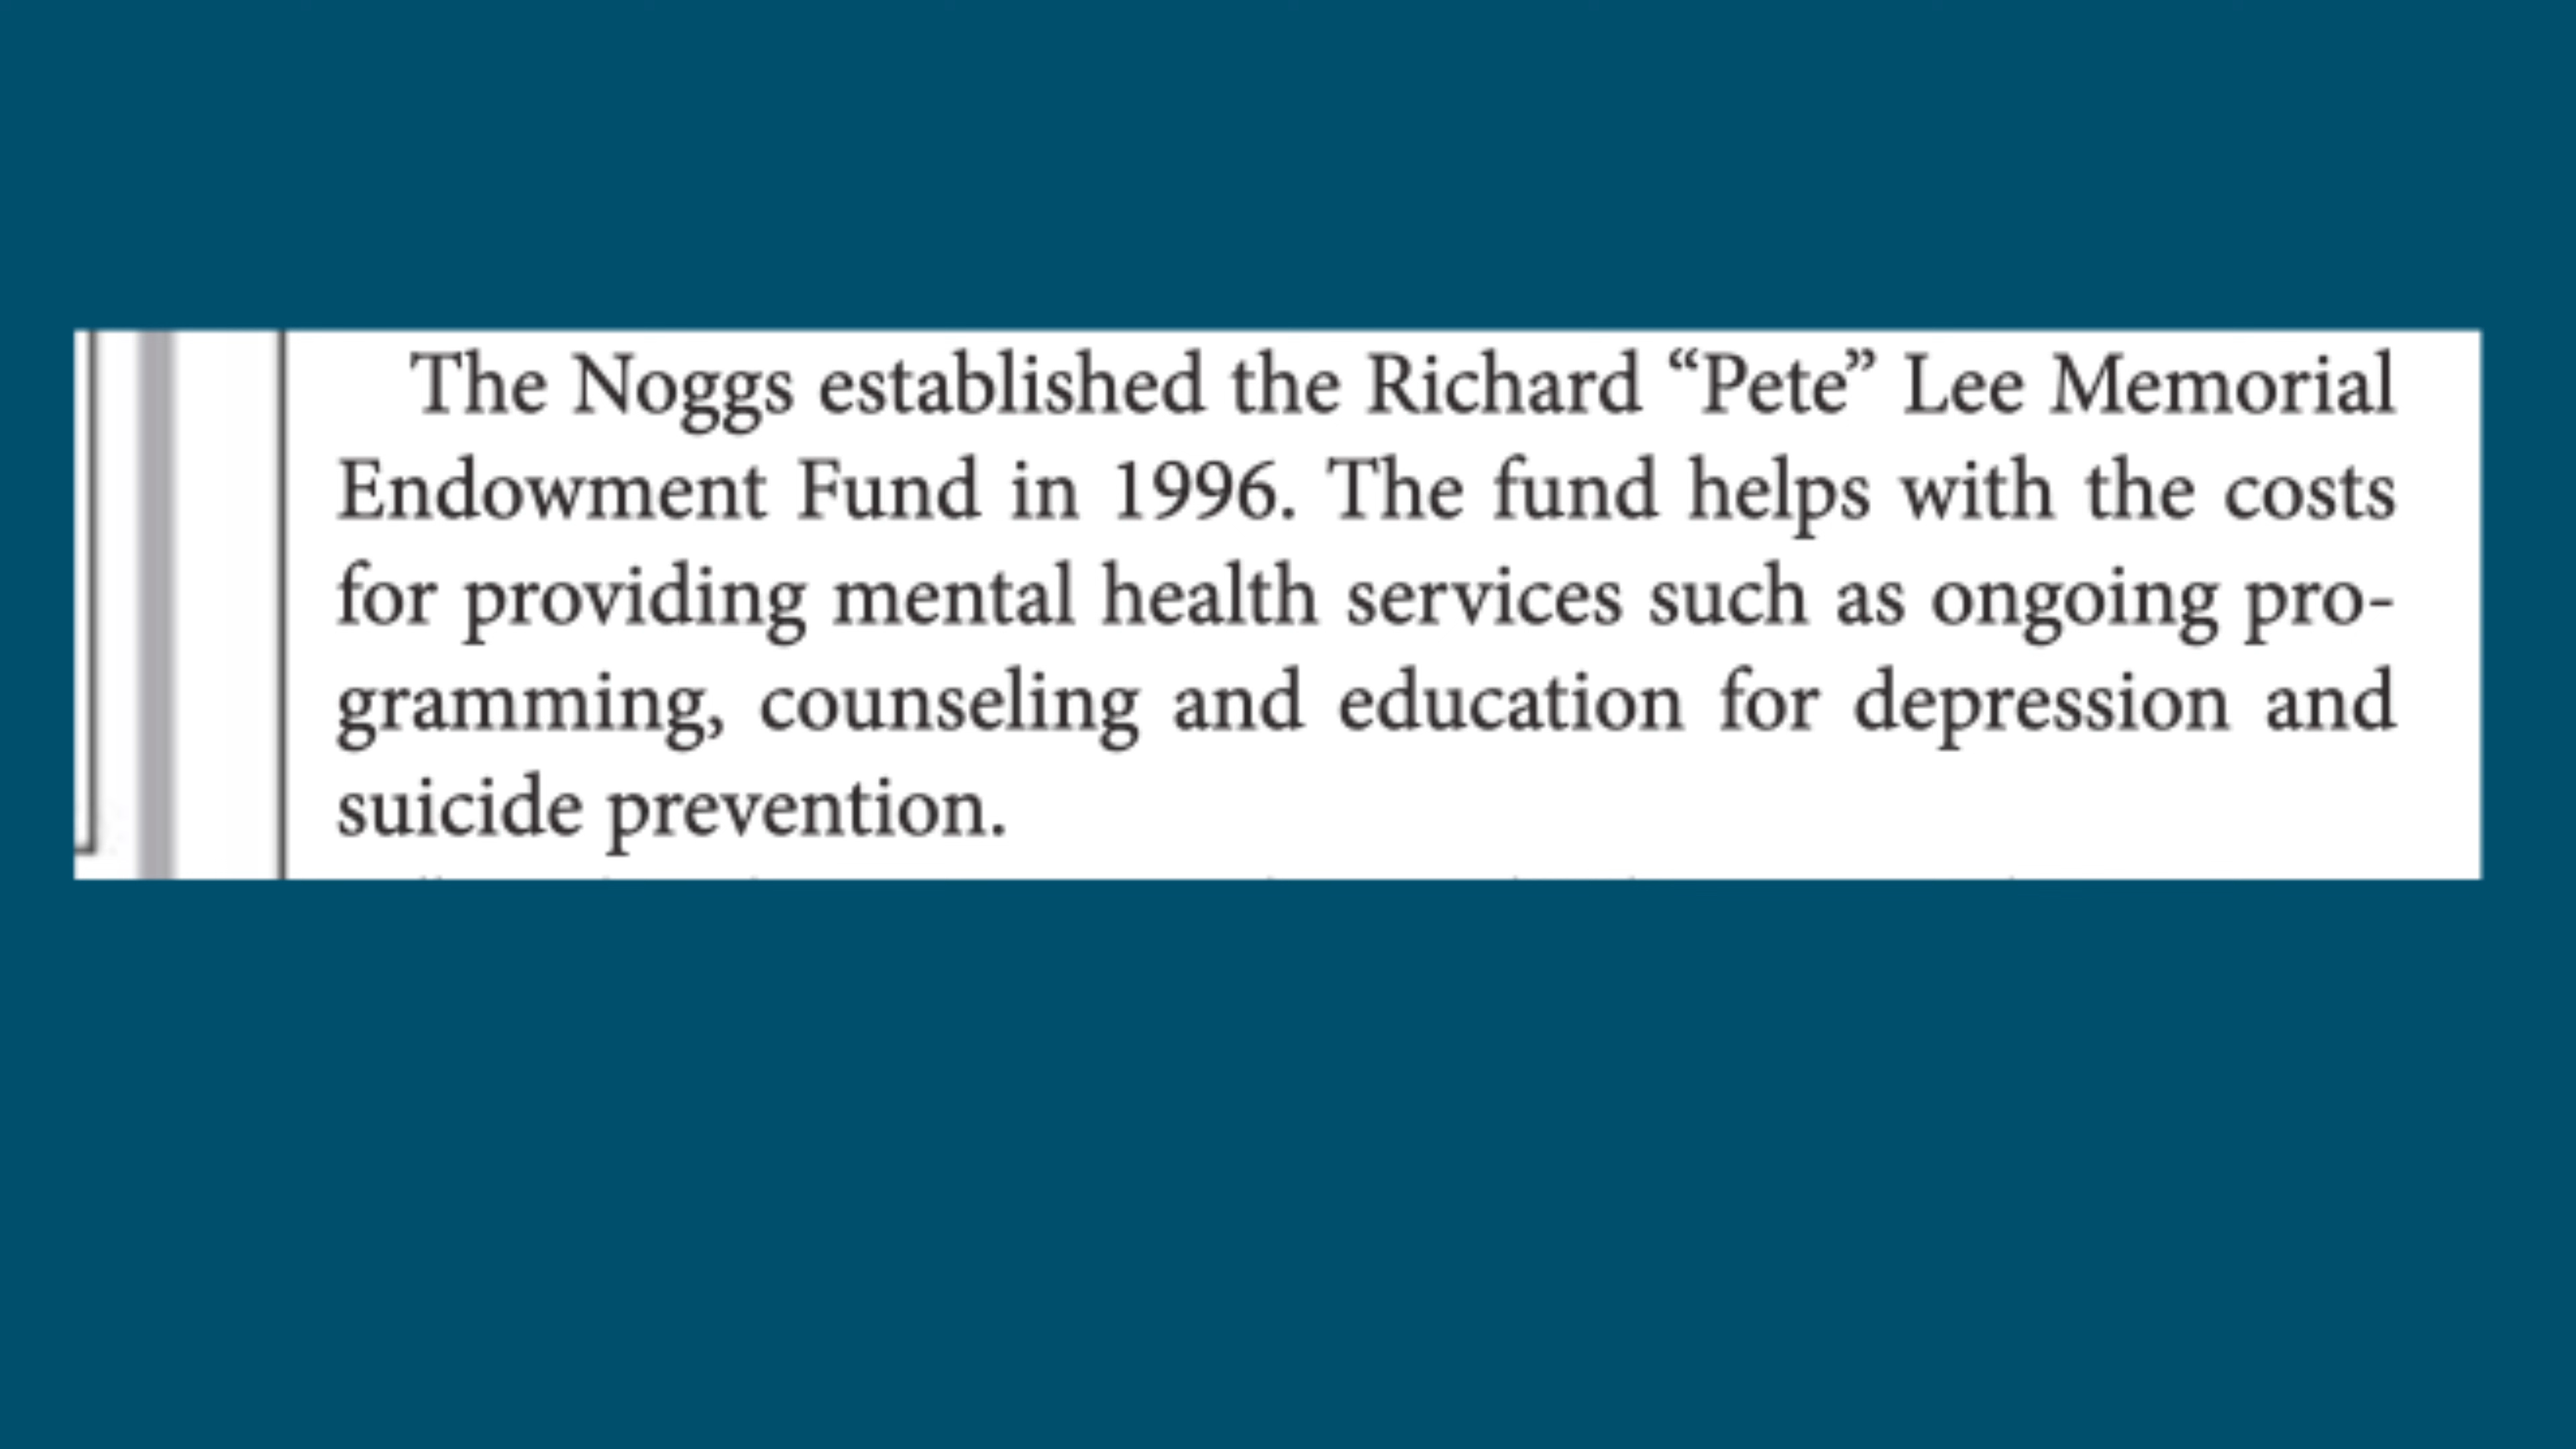 The Noggs established the Richard “Pete” Lee Memorial
Endowment Fund in 1996. The fund helps with the costs
for providing mental health services such as ongoing pro-
gramming, counseling and education for depression and
suicide prevention.